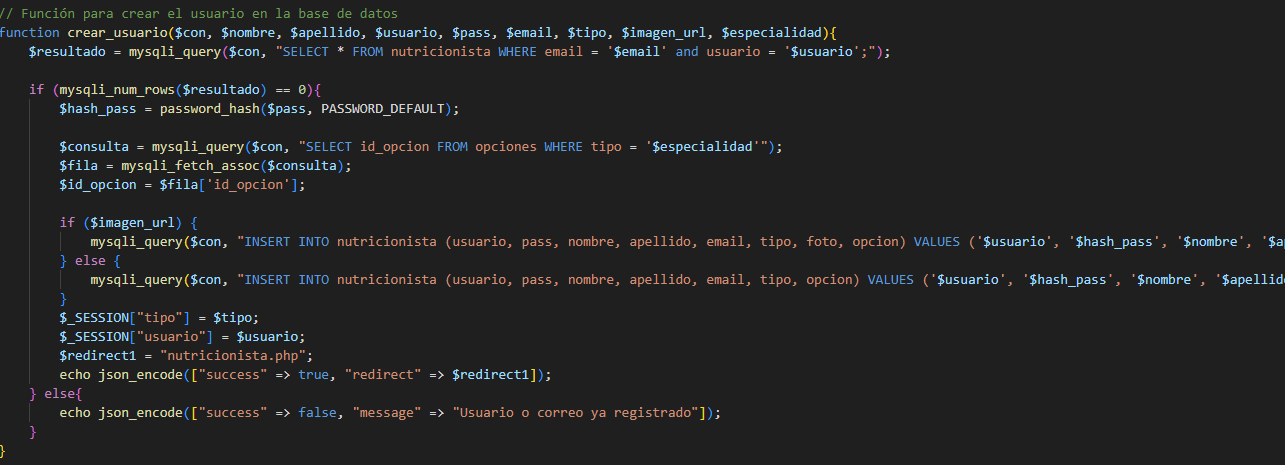 // Función para crear el usuario en la base de datos
function crear_usuario($con, $nombre, $apellido, $usuario, $pass, $email, $tipo, $imagen_url, $especialidad){
$resultado = mysqli_query($con, "SELECT * FROM nutricionista WHERE email = '$email' and usuario = '$usuario';");
if (mysqli_num_rows($resultado) == 0){
$hash_pass = password_hash($pass, PASSWORD_DEFAULT);
$consulta = mysqli_query($con, "SELECT id_opcion FROM opciones WHERE tipo = '$especialidad'");
$fila = mysqli_fetch_assoc($consulta);
$id_opcion = $fila['id_opcion'];
if ($imagen_url) {
mysqli_query($con, "INSERT INTO nutricionista (usuario, pass, nombre, apellido, email, tipo, foto, opcion) VALUES ('$usuario', '$hash_pass', '$nombre', '$ap
} else {
mysqli_query($con, "INSERT INTO nutricionista (usuario, pass, nombre, apellido, email, tipo, opcion) VALUES ('$usuario', '$hash_pass', '$nombre', '$apellido
}
$_SESSION["tipo"] = $tipo;
$_SESSION["usuario"] = $usuario;
$redirect1 = "nutricionista.php";
echo json_encode(["success" => true, "redirect" => $redirect1]);
} else{
echo json_encode(["success" => false, "message" => "Usuario o correo ya registrado"]);
}
}